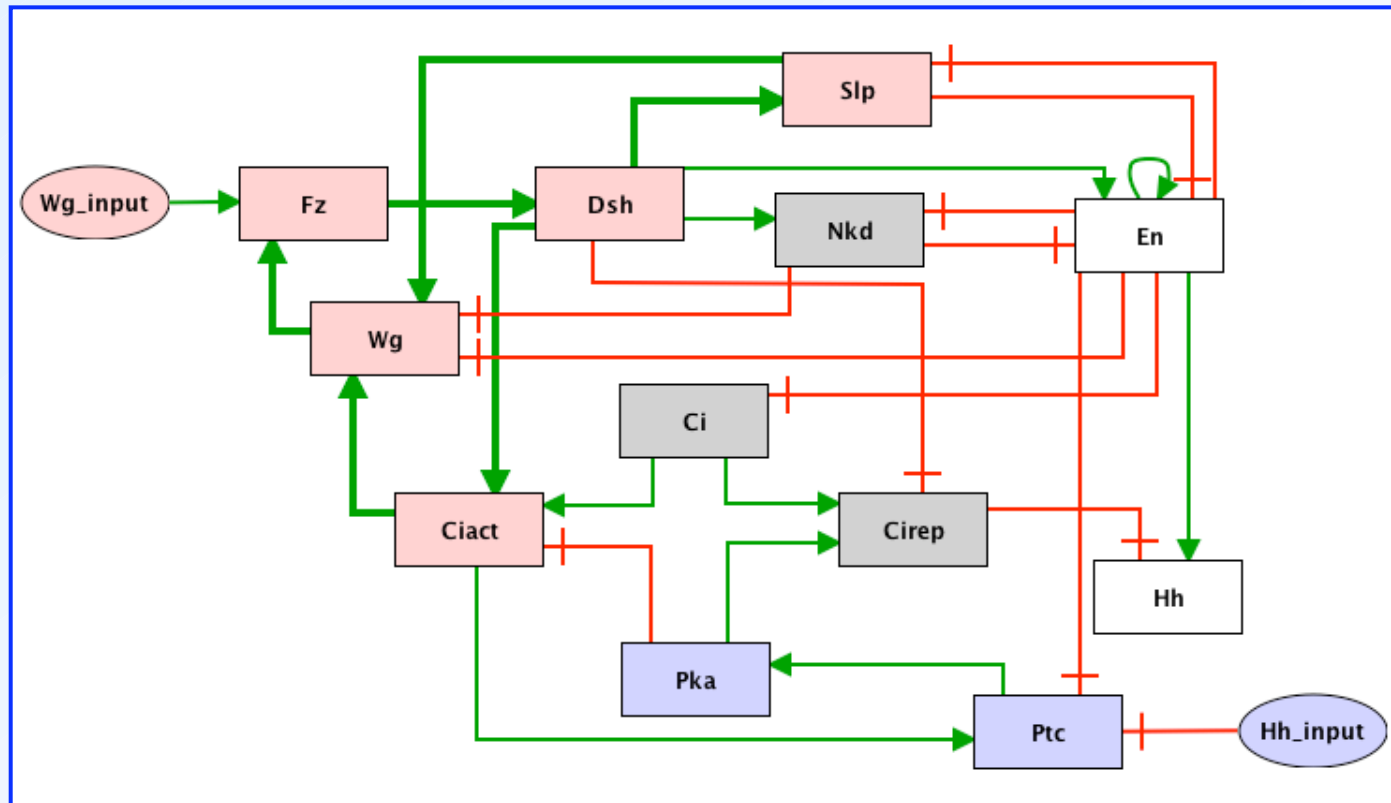 Slp
Wg_input
Fz
Dsh
Nkd
En
Wg
Ci
Ciact
Cirep
Hh
Pka
Ptc
Hh_input